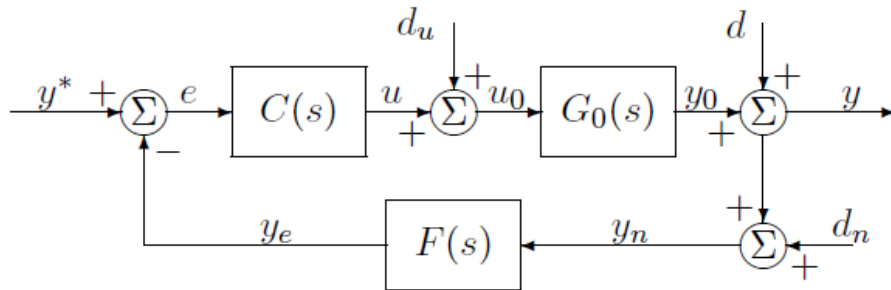 d_u d
y* + Σ e C(s) u + + Σ u_0 G_0(s) y_0 + + Σ y
−
y_e F(s) y_n + Σ + d_n